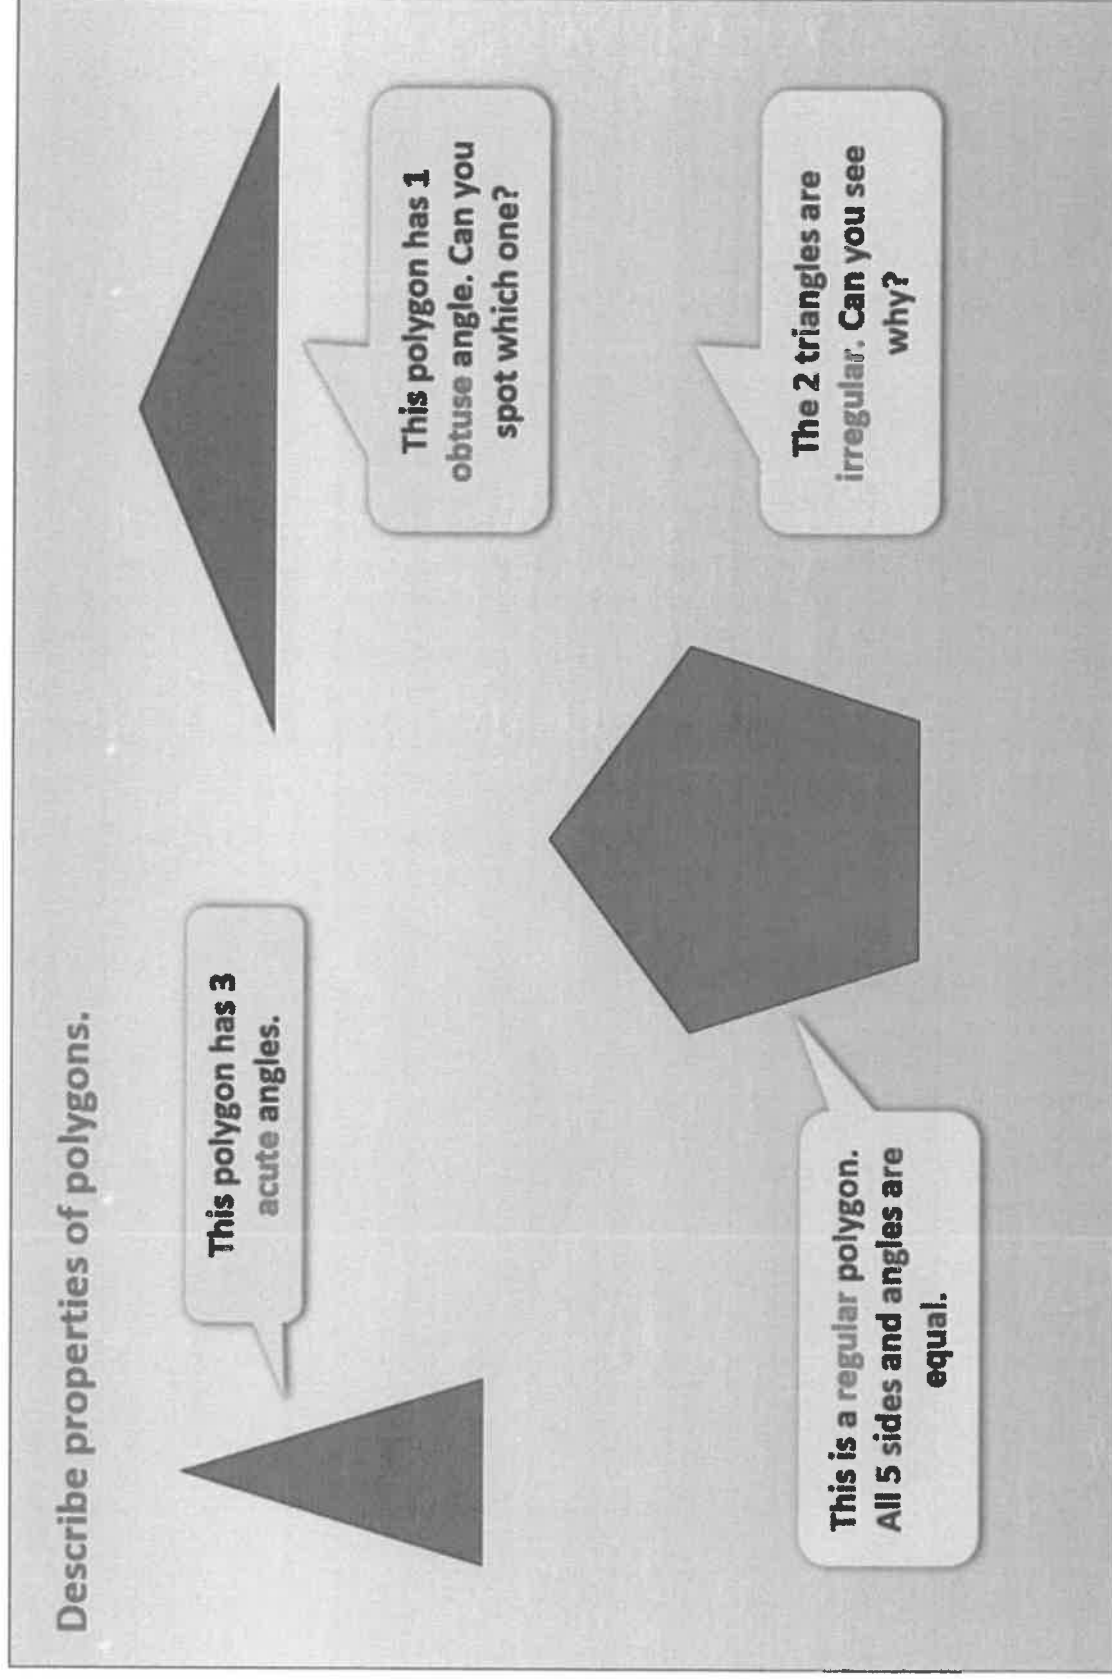 Describe properties of polygons.
This polygon has 3
acute angles.
This polygon has 1
obtuse angle. Can you
spot which one?
This is a regular polygon.
All 5 sides and angles are
equal.
The 2 triangles are
irregular. Can you see
why?